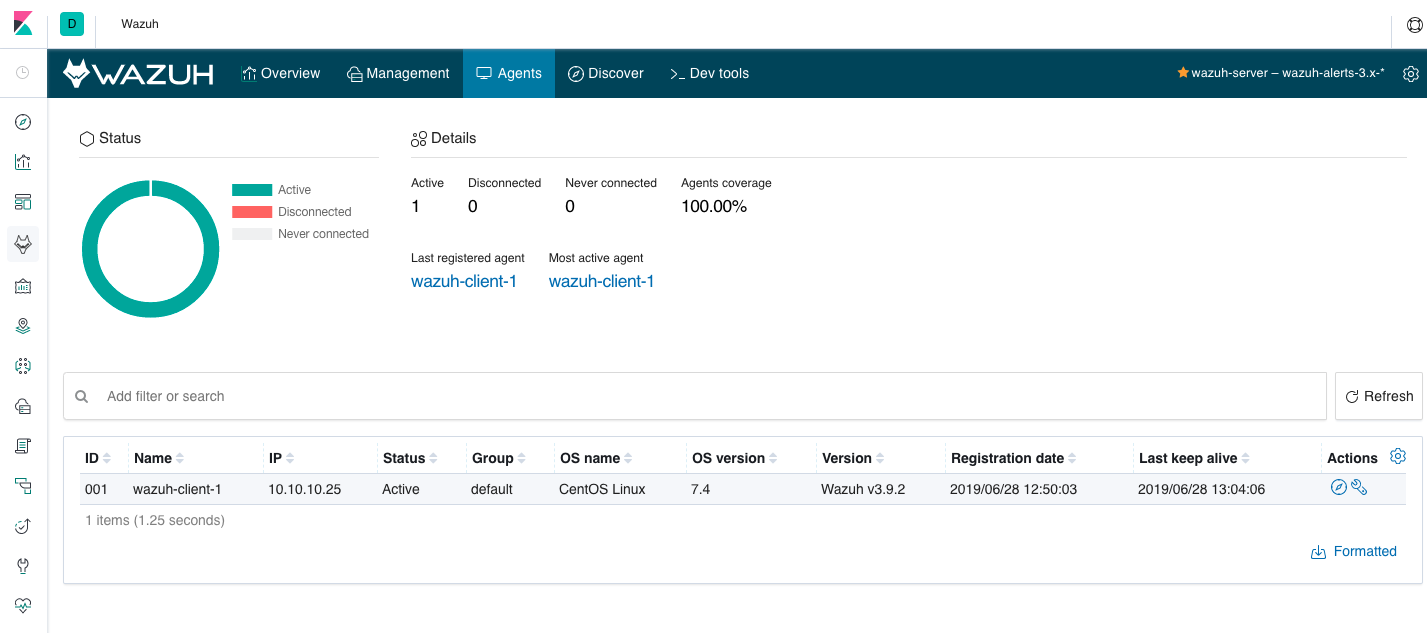 D Wazuh
WAZUH Overview Management Agents Discover >_ Dev tools wazuh-server – wazuh-alerts-3.x-*
Status
Details
Active
Disconnected
Never connected
Active Disconnected Never connected Agents coverage
1 0 0 100.00%
Last registered agent Most active agent
wazuh-client-1 wazuh-client-1
Add filter or search
Refresh
ID Name IP Status Group OS name OS version Version Registration date Last keep alive Actions
001 wazuh-client-1 10.10.10.25 Active default CentOS Linux 7.4 Wazuh v3.9.2 2019/06/28 12:50:03 2019/06/28 13:04:06
1 items (1.25 seconds)
Formatted